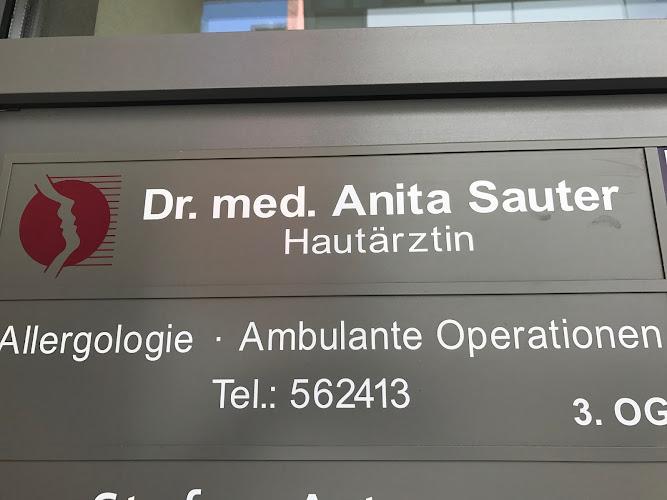 Dr. med. Anita Sauter
Hautärztin
Allergologie · Ambulante Operationen
Tel.: 562413
3. OG